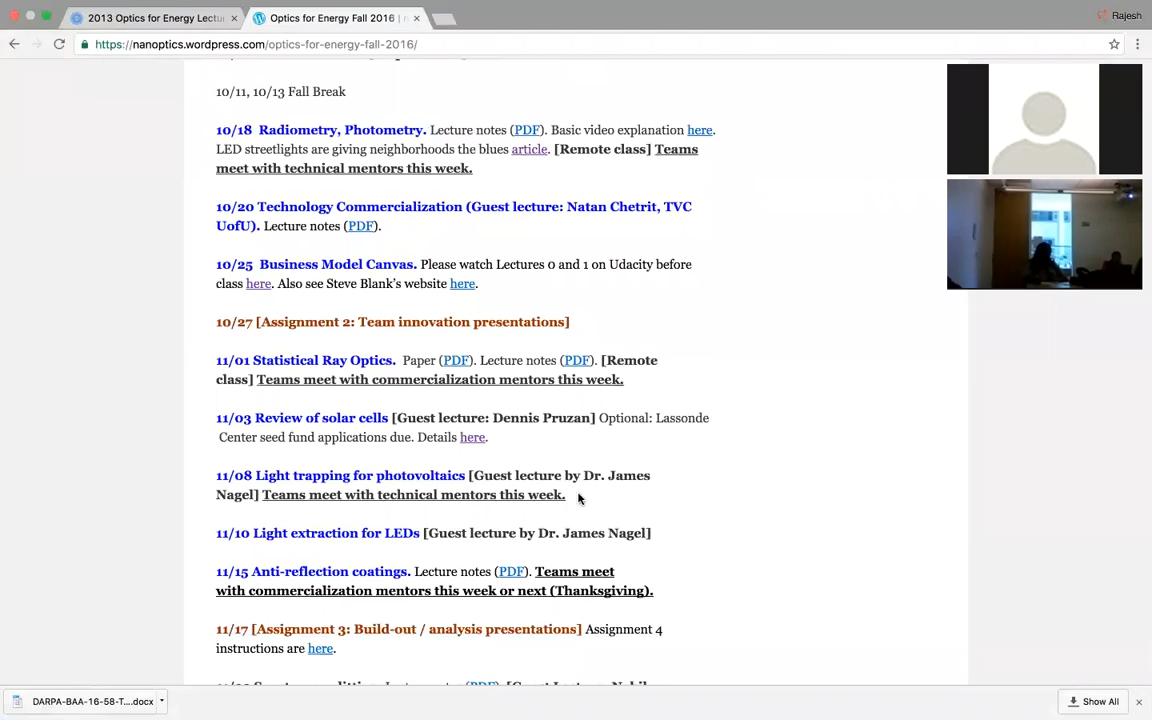 2013 Optics for Energy Lectu
Optics for Energy Fall 2016 | n
Rajesh
https://nanoptics.wordpress.com/optics-for-energy-fall-2016/
10/11, 10/13 Fall Break
10/18 Radiometry, Photometry. Lecture notes (PDF). Basic video explanation here.
LED streetlights are giving neighborhoods the blues article. [Remote class] Teams
meet with technical mentors this week.
10/20 Technology Commercialization (Guest lecture: Natan Chetrit, TVC
UofU). Lecture notes (PDF).
10/25 Business Model Canvas. Please watch Lectures 0 and 1 on Udacity before
class here. Also see Steve Blank's website here.
10/27 [Assignment 2: Team innovation presentations]
11/01 Statistical Ray Optics. Paper (PDF). Lecture notes (PDF). [Remote
class] Teams meet with commercialization mentors this week.
11/03 Review of solar cells [Guest lecture: Dennis Pruzan] Optional: Lassonde
Center seed fund applications due. Details here.
11/08 Light trapping for photovoltaics [Guest lecture by Dr. James
Nagel] Teams meet with technical mentors this week.
11/10 Light extraction for LEDs [Guest lecture by Dr. James Nagel]
11/15 Anti-reflection coatings. Lecture notes (PDF). Teams meet
with commercialization mentors this week or next (Thanksgiving).
11/17 [Assignment 3: Build-out / analysis presentations] Assignment 4
instructions are here.
DARPA-BAA-16-58-T....docx
Show All